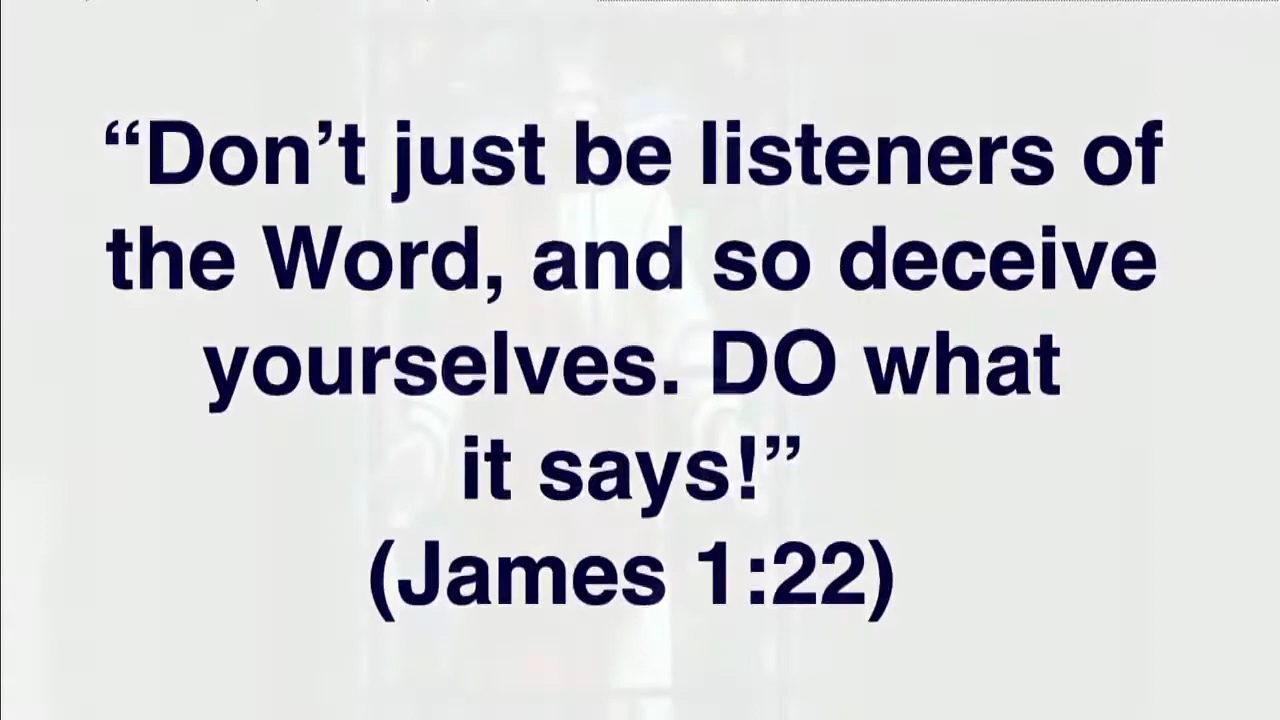 “Don’t just be listeners of
the Word, and so deceive
yourselves. DO what
it says!”
(James 1:22)